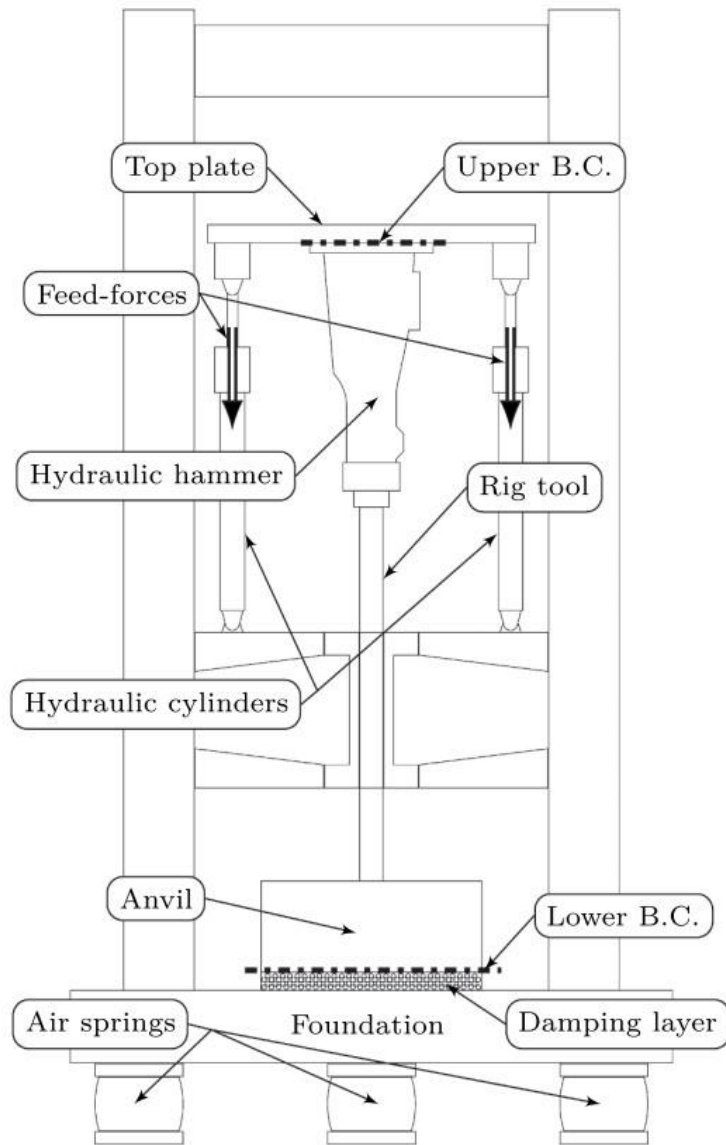 Top plate
Upper B.C.
Feed-forces
Hydraulic hammer
Rig tool
Hydraulic cylinders
Anvil
Lower B.C.
Air springs
Foundation
Damping layer